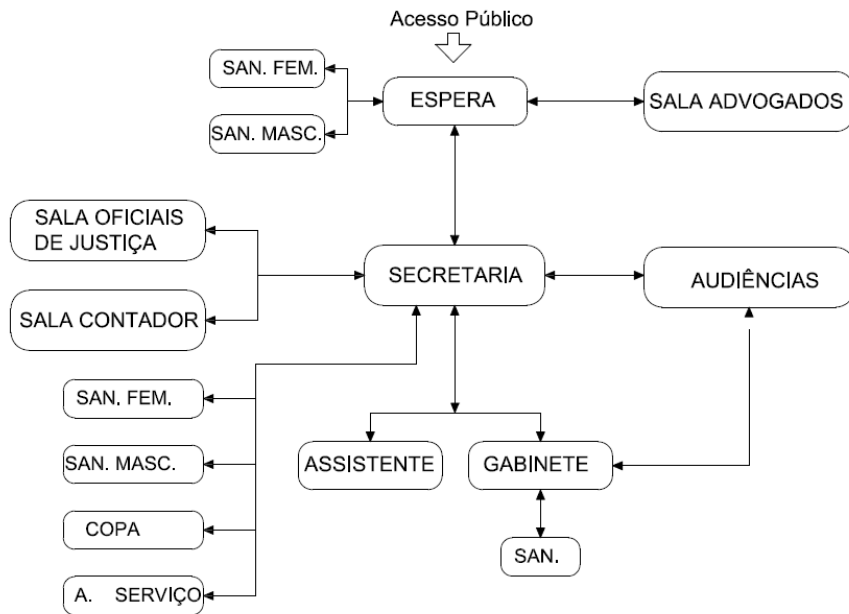 Acesso Público
SAN. FEM.
ESPERA
SALA ADVOGADOS
SAN. MASC.
SALA OFICIAIS
DE JUSTIÇA
SECRETARIA
AUDIÊNCIAS
SALA CONTADOR
SAN. FEM.
SAN. MASC.
ASSISTENTE
GABINETE
COPA
SAN.
A. SERVIÇO